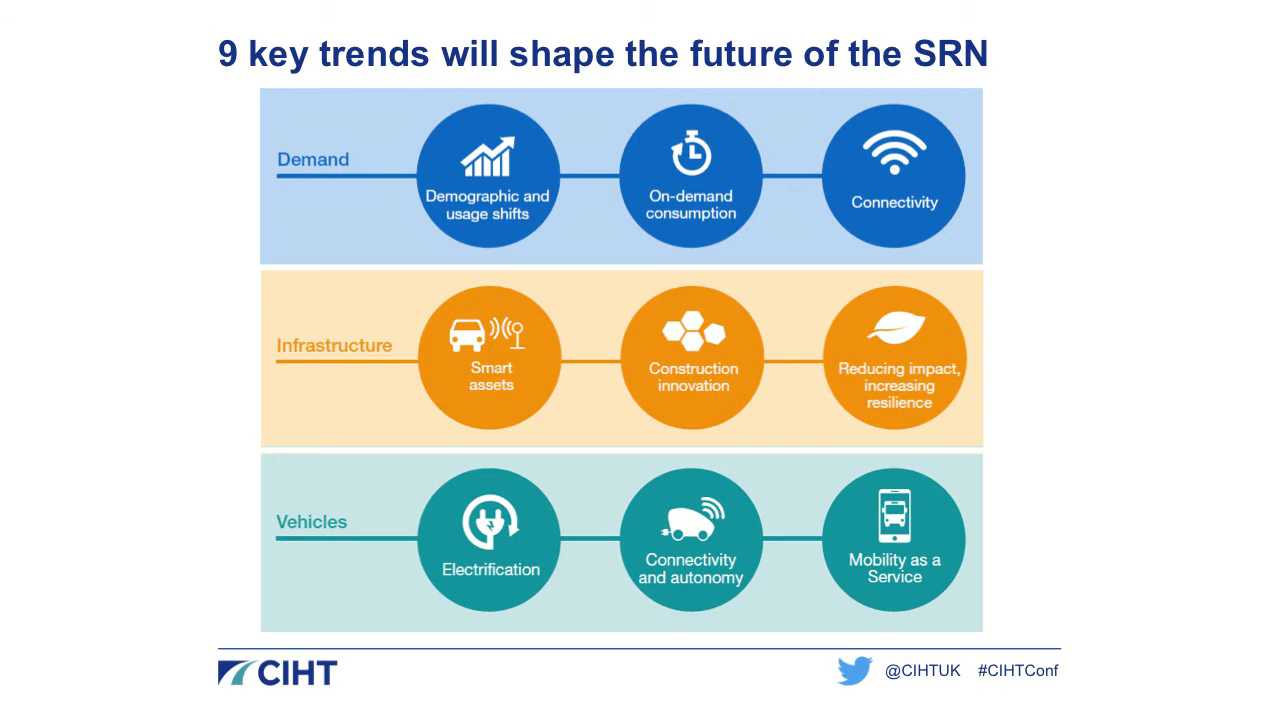 9 key trends will shape the future of the SRN
Demand
Demographic and
usage shifts
On-demand
consumption
Connectivity
Infrastructure
Smart
assets
Construction
innovation
Reducing impact,
increasing
resilience
Vehicles
Electrification
Connectivity
and autonomy
Mobility as a
Service
CIHT
@CIHTUK #CIHTConf